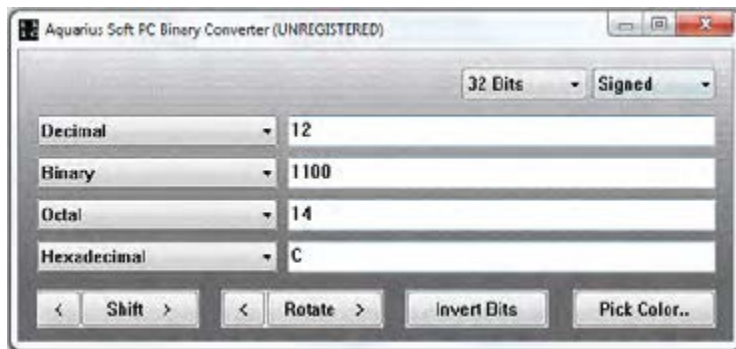 Aquarius Soft PC Binary Converter (UNREGISTERED)
32 Bits Signed
Decimal 12
Binary 1100
Octal 14
Hexadecimal C
< Shift > < Rotate > Invert Bits Pick Color..